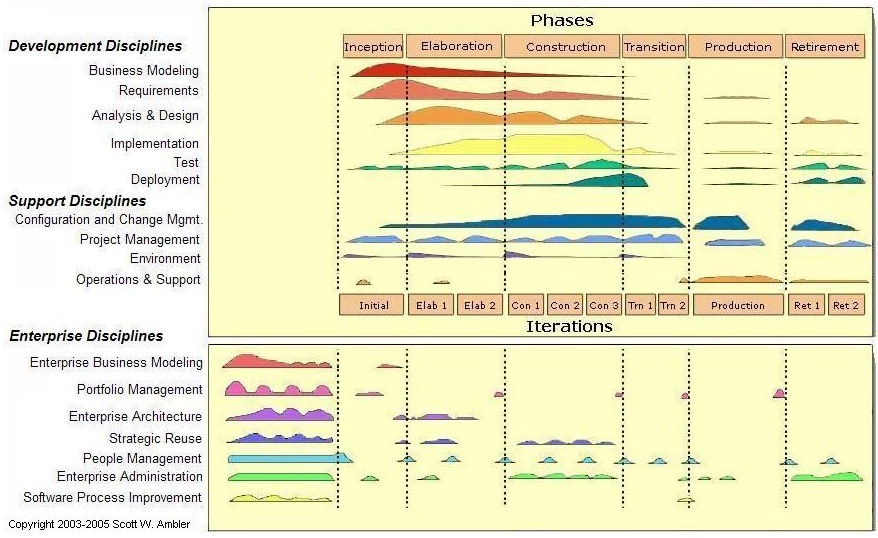 Phases
Development Disciplines
Inception Elaboration Construction Transition Production Retirement
Business Modeling
Requirements
Analysis & Design
Implementation
Test
Deployment
Support Disciplines
Configuration and Change Mgmt.
Project Management
Environment
Operations & Support
Initial Elab 1 Elab 2 Con 1 Con 2 Con 3 Trn 1 Trn 2 Production Ret 1 Ret 2
Iterations
Enterprise Disciplines
Enterprise Business Modeling
Portfolio Management
Enterprise Architecture
Strategic Reuse
People Management
Enterprise Administration
Software Process Improvement
Copyright 2003-2005 Scott W. Ambler